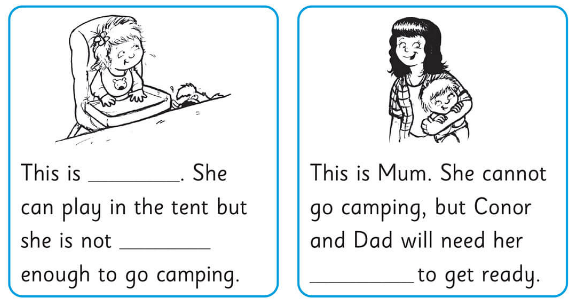 This is ________. She
can play in the tent but
she is not ________
enough to go camping.
This is Mum. She cannot
go camping, but Conor
and Dad will need her
_________ to get ready.